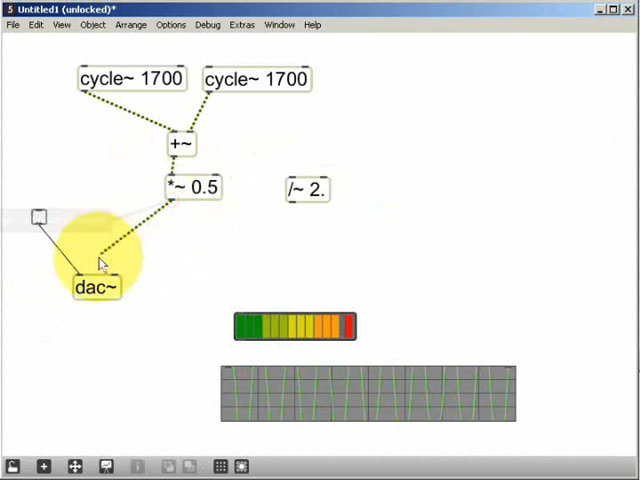 5 Untitled1 (unlocked)*
File Edit View Object Arrange Options Debug Extras Window Help
cycle~ 1700 cycle~ 1700
+~
*~ 0.5 /~ 2.
dac~